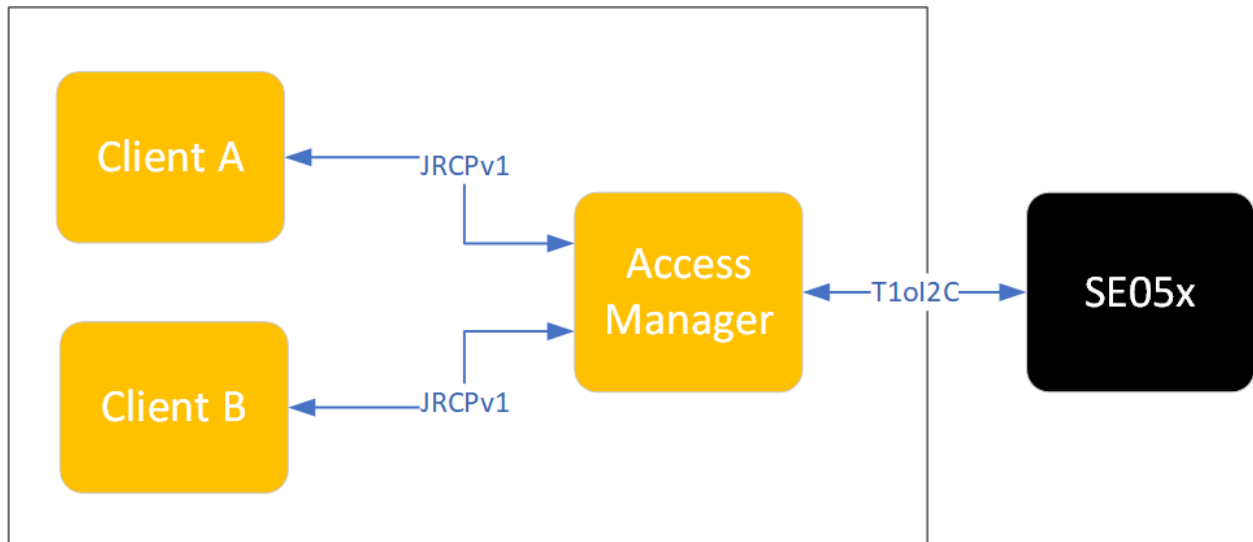 Client A
JRCPv1
Access
Manager
T1oI2C
SE05x
Client B
JRCPv1